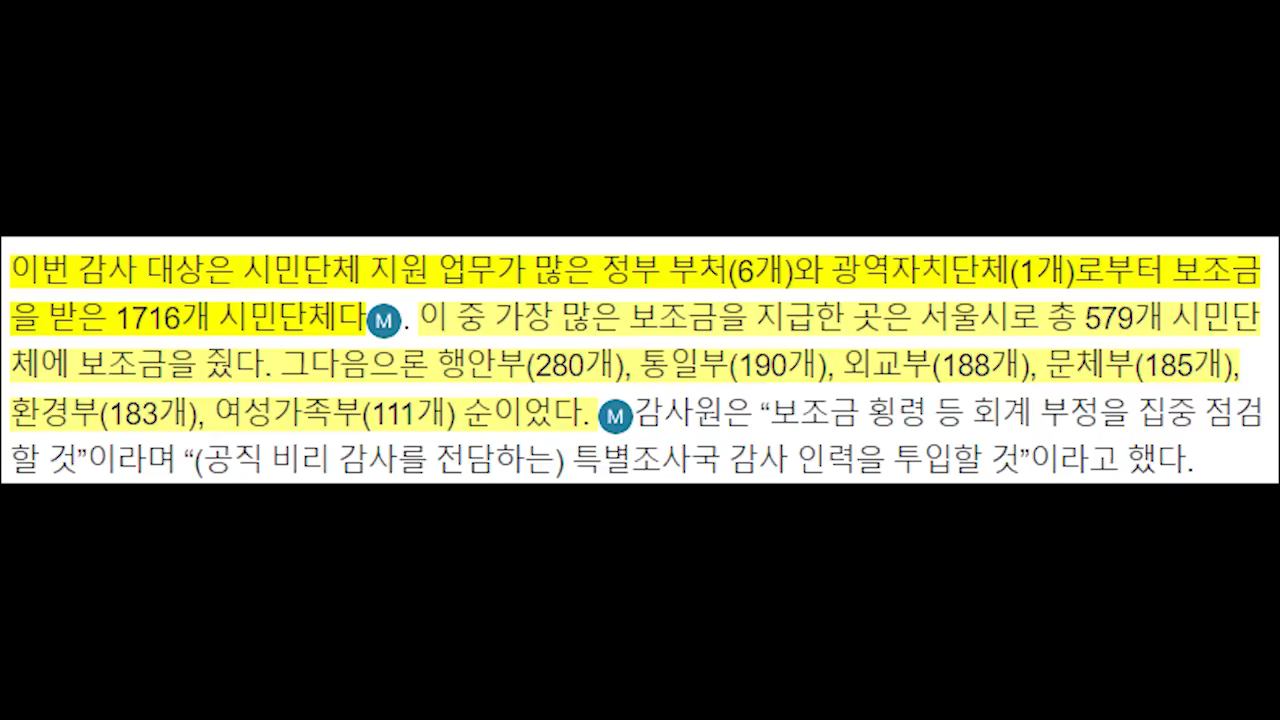 이번 감사 대상은 시민단체 지원 업무가 많은 정부 부처(6개)와 광역자치단체(1개)로부터 보조금
을 받은 1716개 시민단체다M. 이 중 가장 많은 보조금을 지급한 곳은 서울시로 총 579개 시민단
체에 보조금을 줬다. 그다음으론 행안부(280개), 통일부(190개), 외교부(188개), 문체부(185개),
환경부(183개), 여성가족부(111개) 순이었다. M감사원은 “보조금 횡령 등 회계 부정을 집중 점검
할 것”이라며 “(공직 비리 감사를 전담하는) 특별조사국 감사 인력을 투입할 것”이라고 했다.